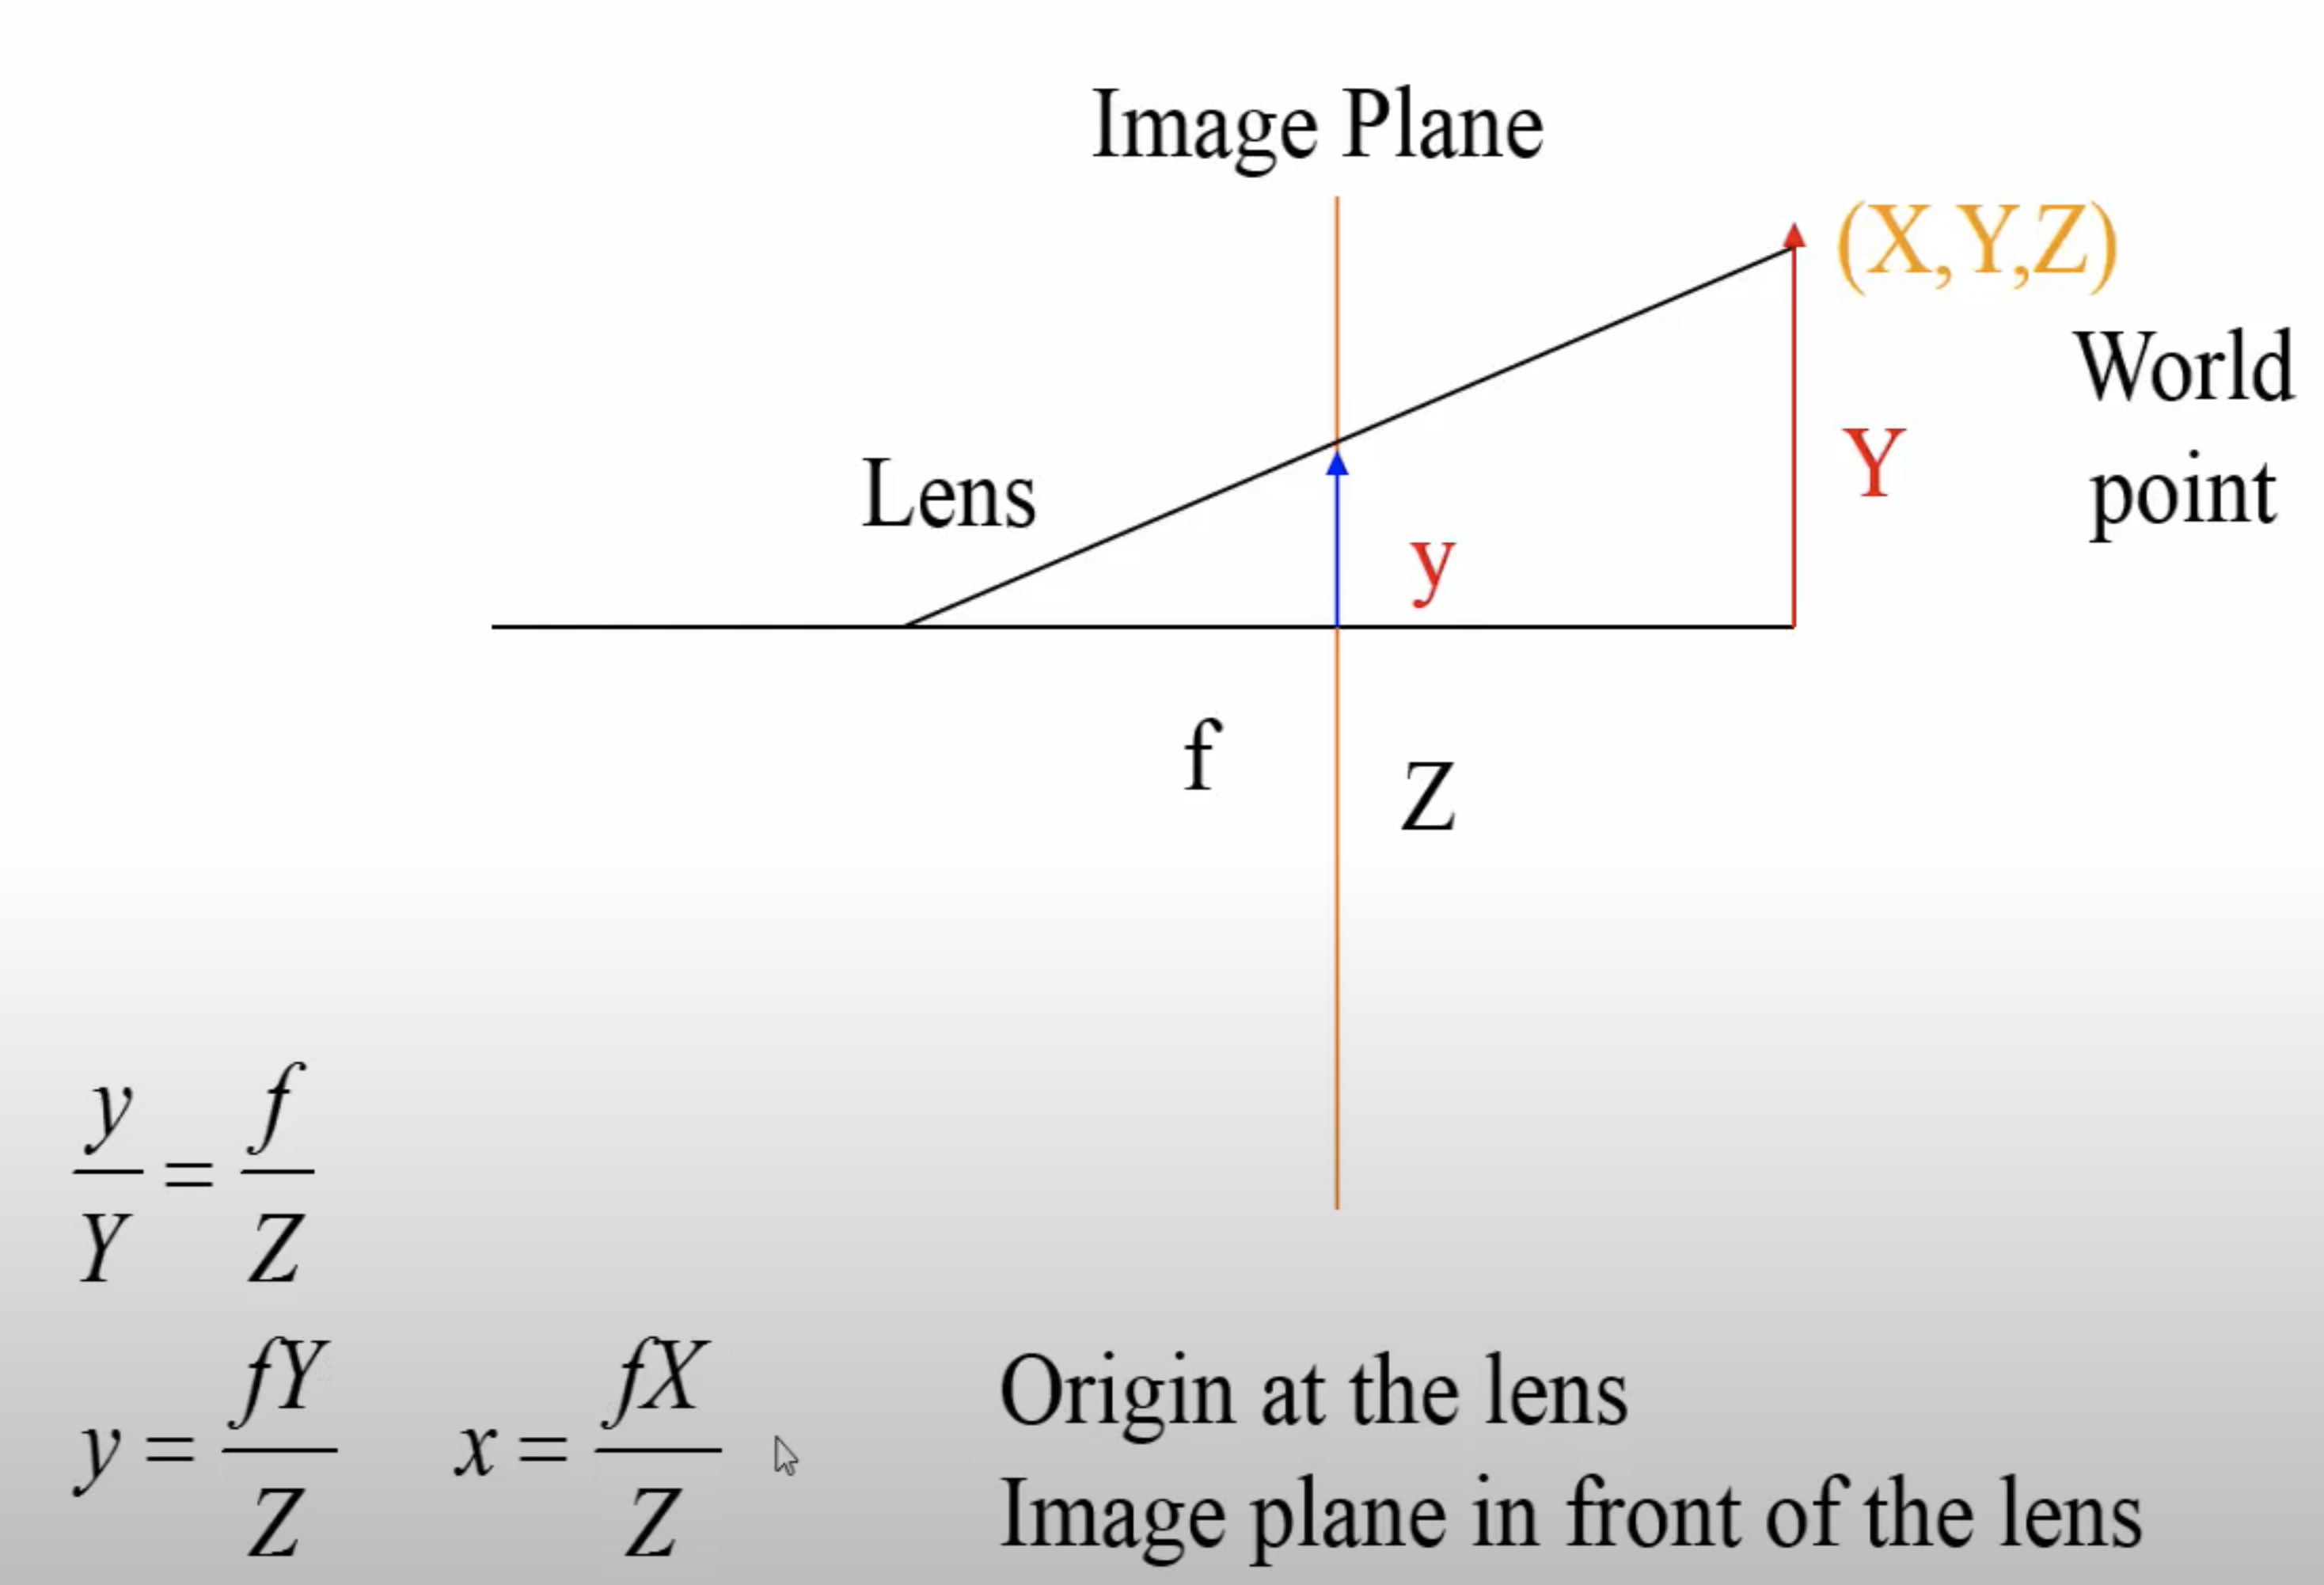 Image Plane
(X,Y,Z)
World
point
Y
Lens
y
f
Z
y/Y = f/Z
y = fY/Z
x = fX/Z
Origin at the lens
Image plane in front of the lens